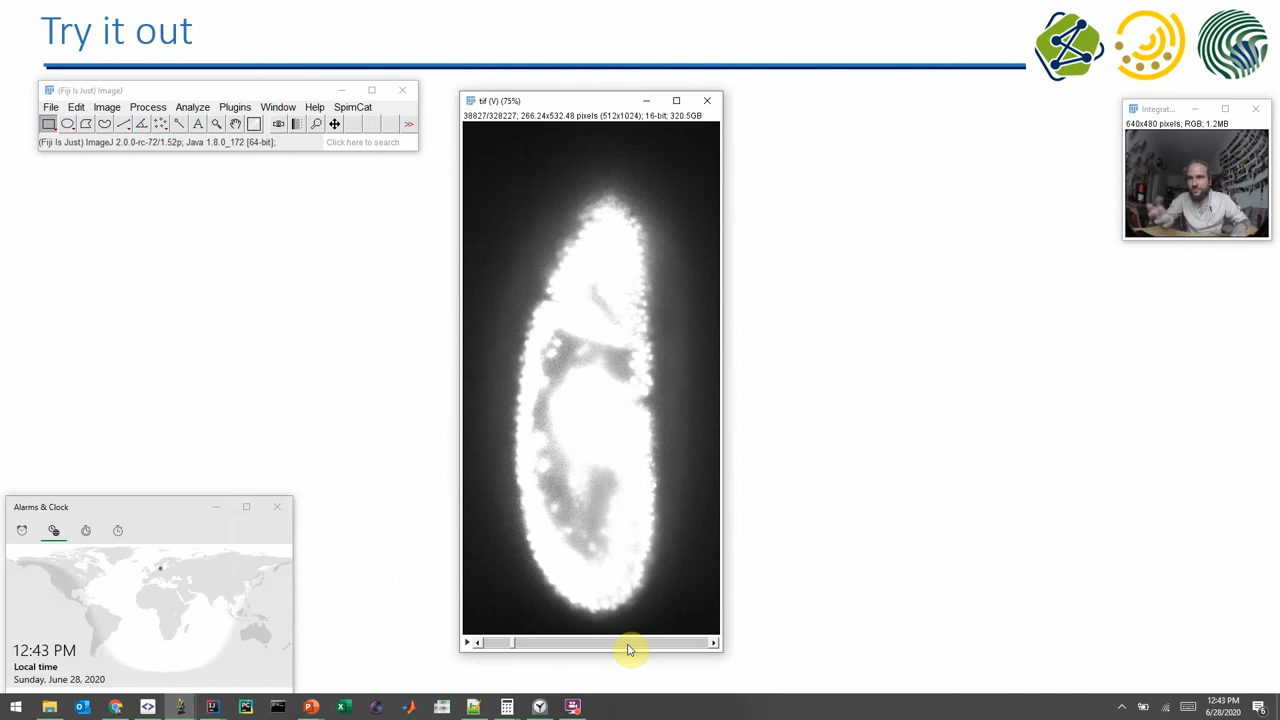 Try it out
(Fiji Is Just) ImageJ
File Edit Image Process Analyze Plugins Window Help SpimCat
A >>
(Fiji Is Just) ImageJ 2.0.0-rc-72/1.52p; Java 1.8.0_172 [64-bit];
Click here to search
tif (V) (75%)
38827/328227; 266.24x532.48 pixels (512x1024); 16-bit; 320.5GB
Integrat...
640x480 pixels; RGB; 1.2MB
Alarms & Clock
12:43 PM
Local time
Sunday, June 28, 2020
12:43 PM
6/28/2020